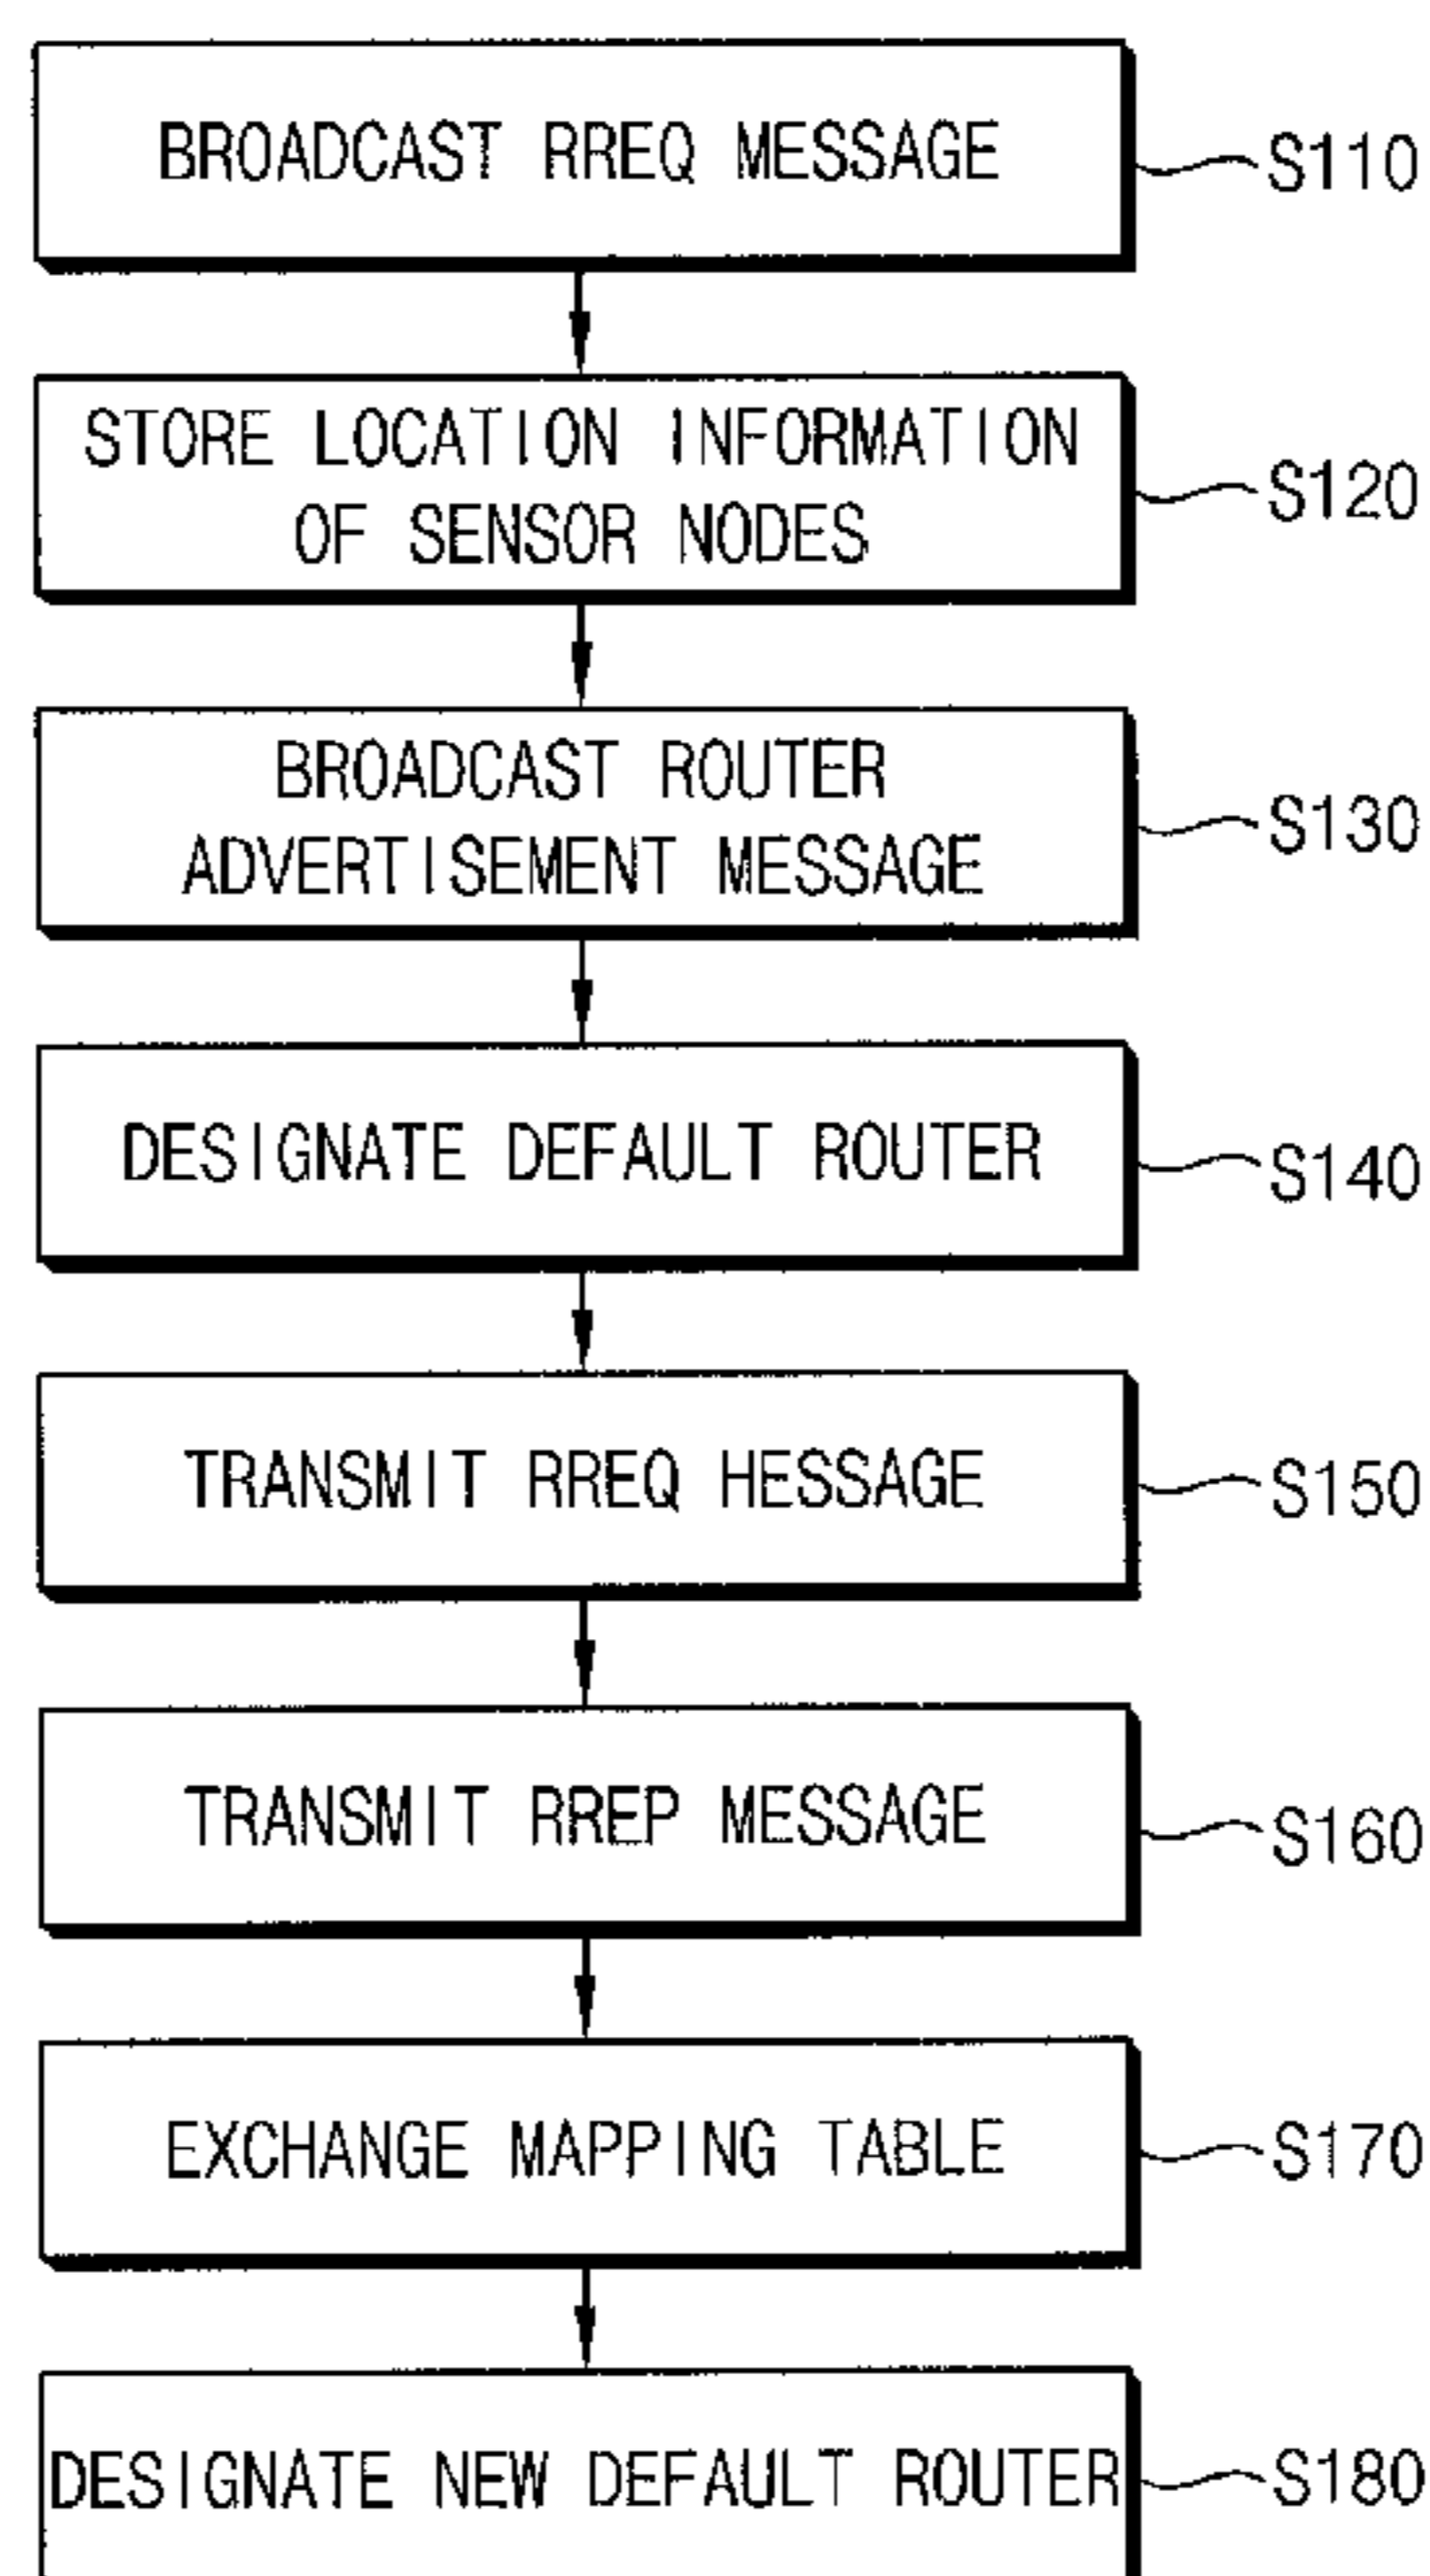 BROADCAST RREQ MESSAGE
S110
STORE LOCATION INFORMATION
OF SENSOR NODES
S120
BROADCAST ROUTER
ADVERTISEMENT MESSAGE
S130
DESIGNATE DEFAULT ROUTER
S140
TRANSMIT RREQ HESSAGE
S150
TRANSMIT RREP MESSAGE
S160
EXCHANGE MAPPING TABLE
S170
DESIGNATE NEW DEFAULT ROUTER
S180